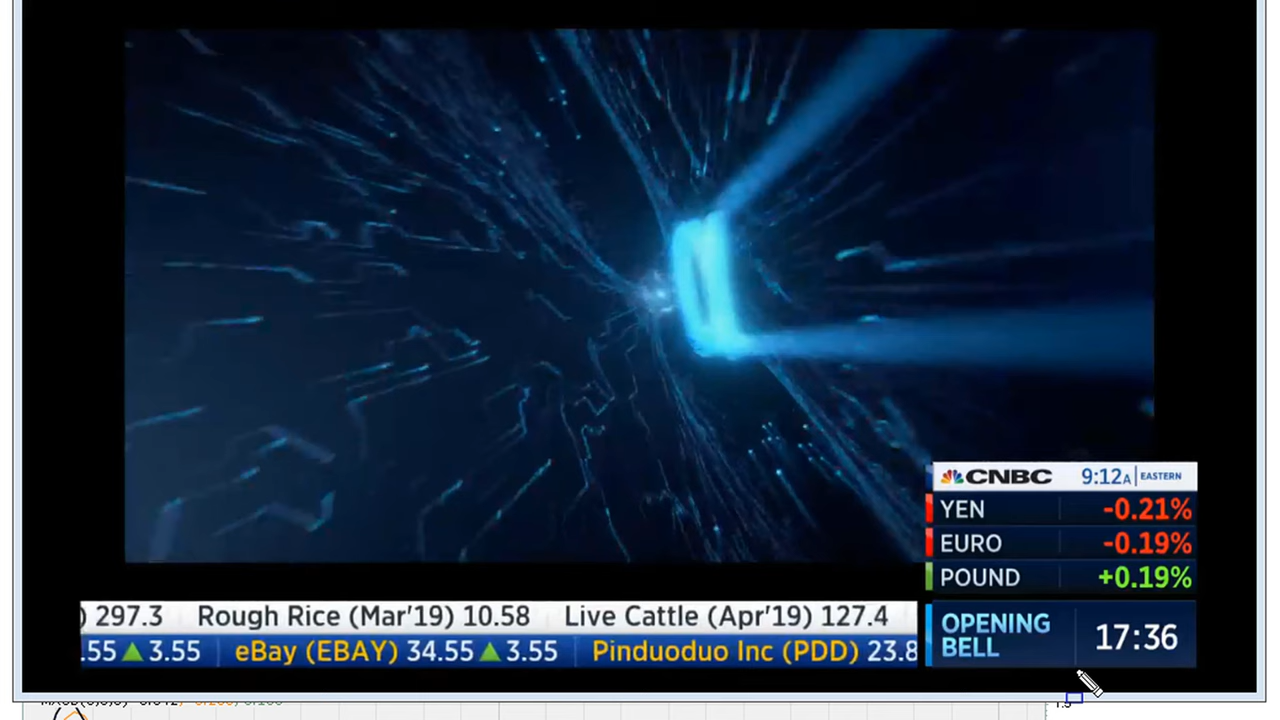 CNBC 9:12A EASTERN
YEN -0.21%
EURO -0.19%
POUND +0.19%
) 297.3 Rough Rice (Mar'19) 10.58 Live Cattle (Apr'19) 127.4
.55 ▲ 3.55 eBay (EBAY) 34.55 ▲ 3.55 Pinduoduo Inc (PDD) 23.8
OPENING
BELL
17:36